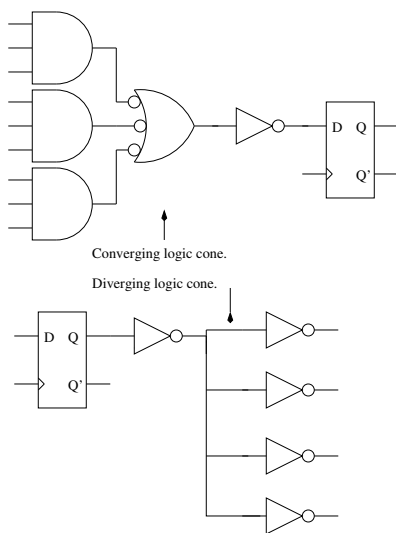 D Q
Q'
Converging logic cone.
Diverging logic cone.
D Q
Q'